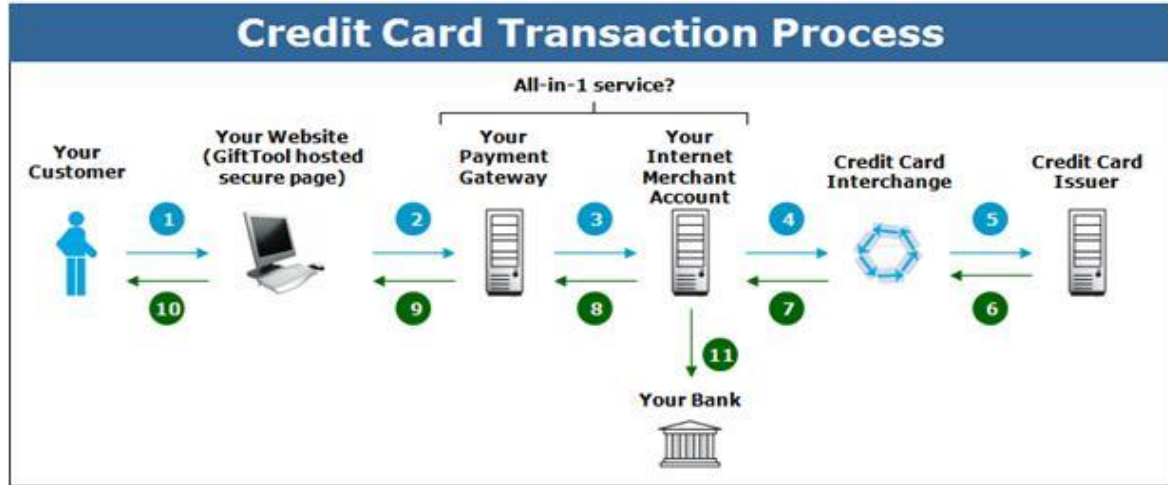 Credit Card Transaction Process
All-in-1 service?
Your
Customer
Your Website
(GiftTool hosted
secure page)
Your
Payment
Gateway
Your
Internet
Merchant
Account
Credit Card
Interchange
Credit Card
Issuer
1
2
3
4
5
10
9
8
7
6
11
Your Bank